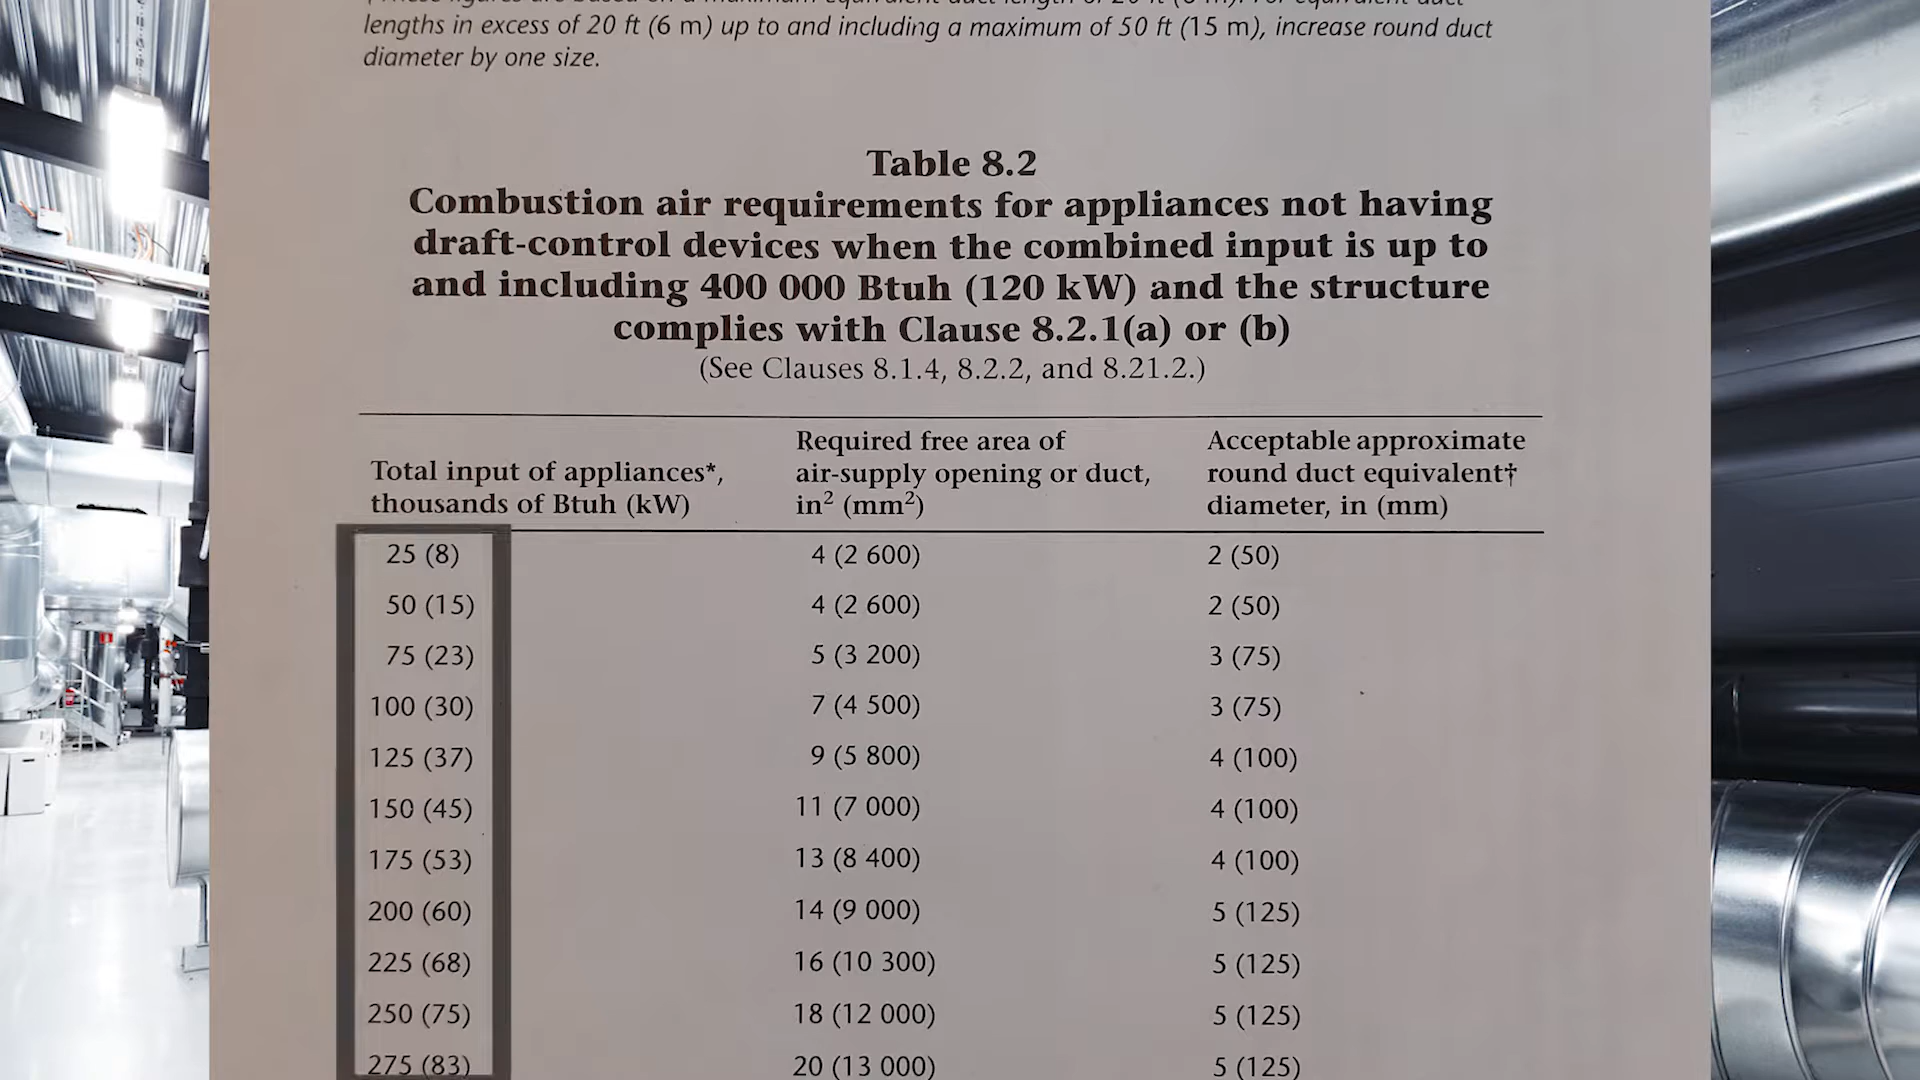 lengths in excess of 20 ft (6 m) up to and including a maximum of 50 ft (15 m), increase round duct
diameter by one size.
Table 8.2
Combustion air requirements for appliances not having
draft-control devices when the combined input is up to
and including 400 000 Btuh (120 kW) and the structure
complies with Clause 8.2.1(a) or (b)
(See Clauses 8.1.4, 8.2.2, and 8.21.2.)
Total input of appliances*,
thousands of Btuh (kW)
Required free area of
air-supply opening or duct,
in² (mm²)
Acceptable approximate
round duct equivalent†
diameter, in (mm)
25 (8) 4 (2 600) 2 (50)
50 (15) 4 (2 600) 2 (50)
75 (23) 5 (3 200) 3 (75)
100 (30) 7 (4 500) 3 (75)
125 (37) 9 (5 800) 4 (100)
150 (45) 11 (7 000) 4 (100)
175 (53) 13 (8 400) 4 (100)
200 (60) 14 (9 000) 5 (125)
225 (68) 16 (10 300) 5 (125)
250 (75) 18 (12 000) 5 (125)
275 (83) 20 (13 000) 5 (125)